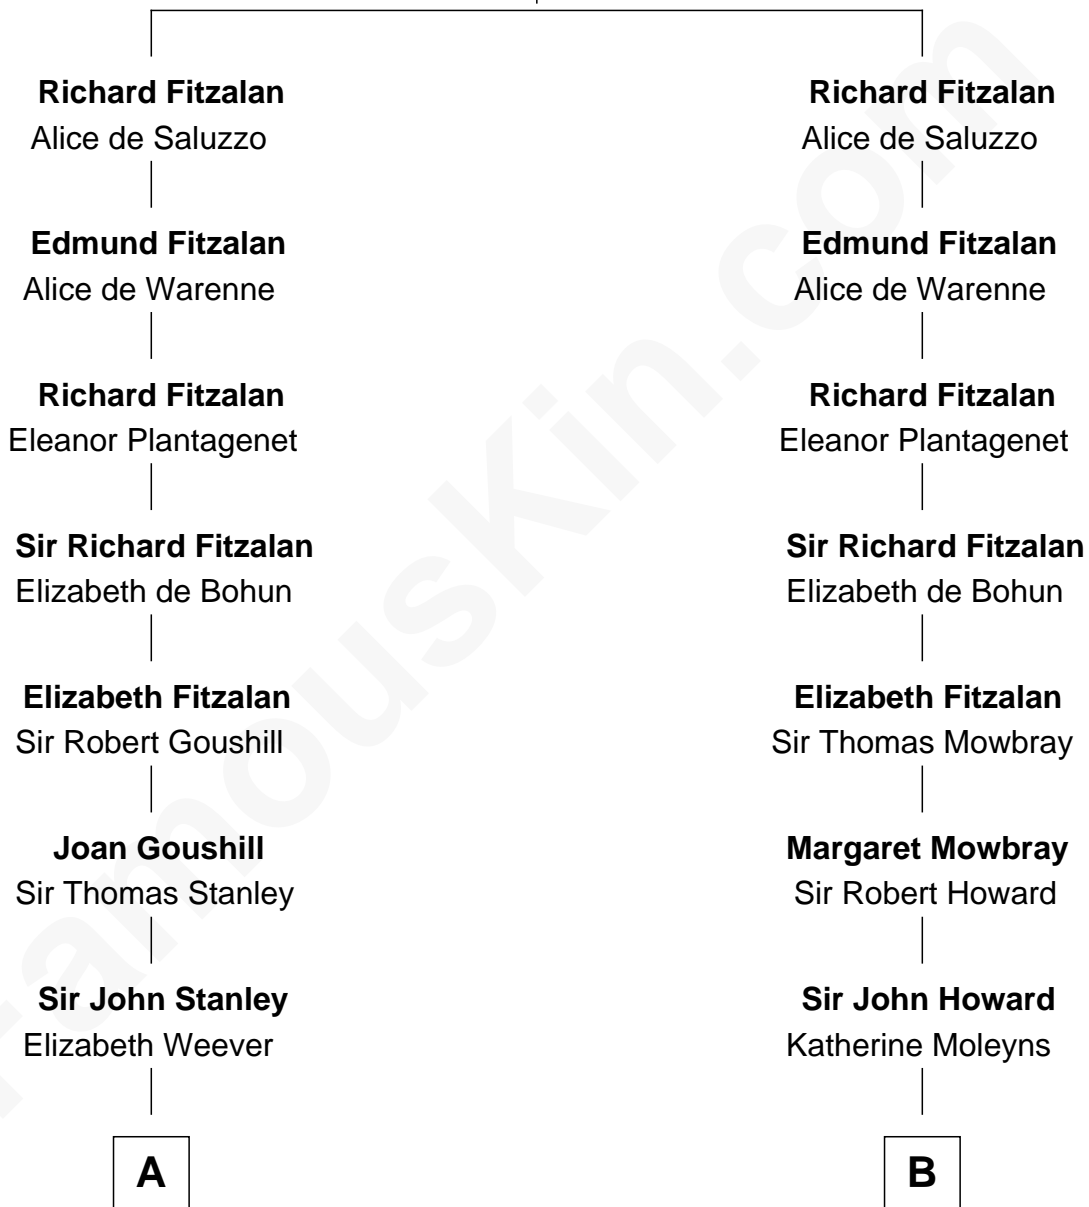 Richard Fitzalan
Alice de Saluzzo
Edmund Fitzalan
Alice de Warenne
Richard Fitzalan
Eleanor Plantagenet
Sir Richard Fitzalan
Elizabeth de Bohun
Elizabeth Fitzalan
Sir Robert Goushill
Joan Goushill
Sir Thomas Stanley
Sir John Stanley
Elizabeth Weever
A
Richard Fitzalan
Alice de Saluzzo
Edmund Fitzalan
Alice de Warenne
Richard Fitzalan
Eleanor Plantagenet
Sir Richard Fitzalan
Elizabeth de Bohun
Elizabeth Fitzalan
Sir Thomas Mowbray
Margaret Mowbray
Sir Robert Howard
Sir John Howard
Katherine Moleyns
B
FamousKin.com